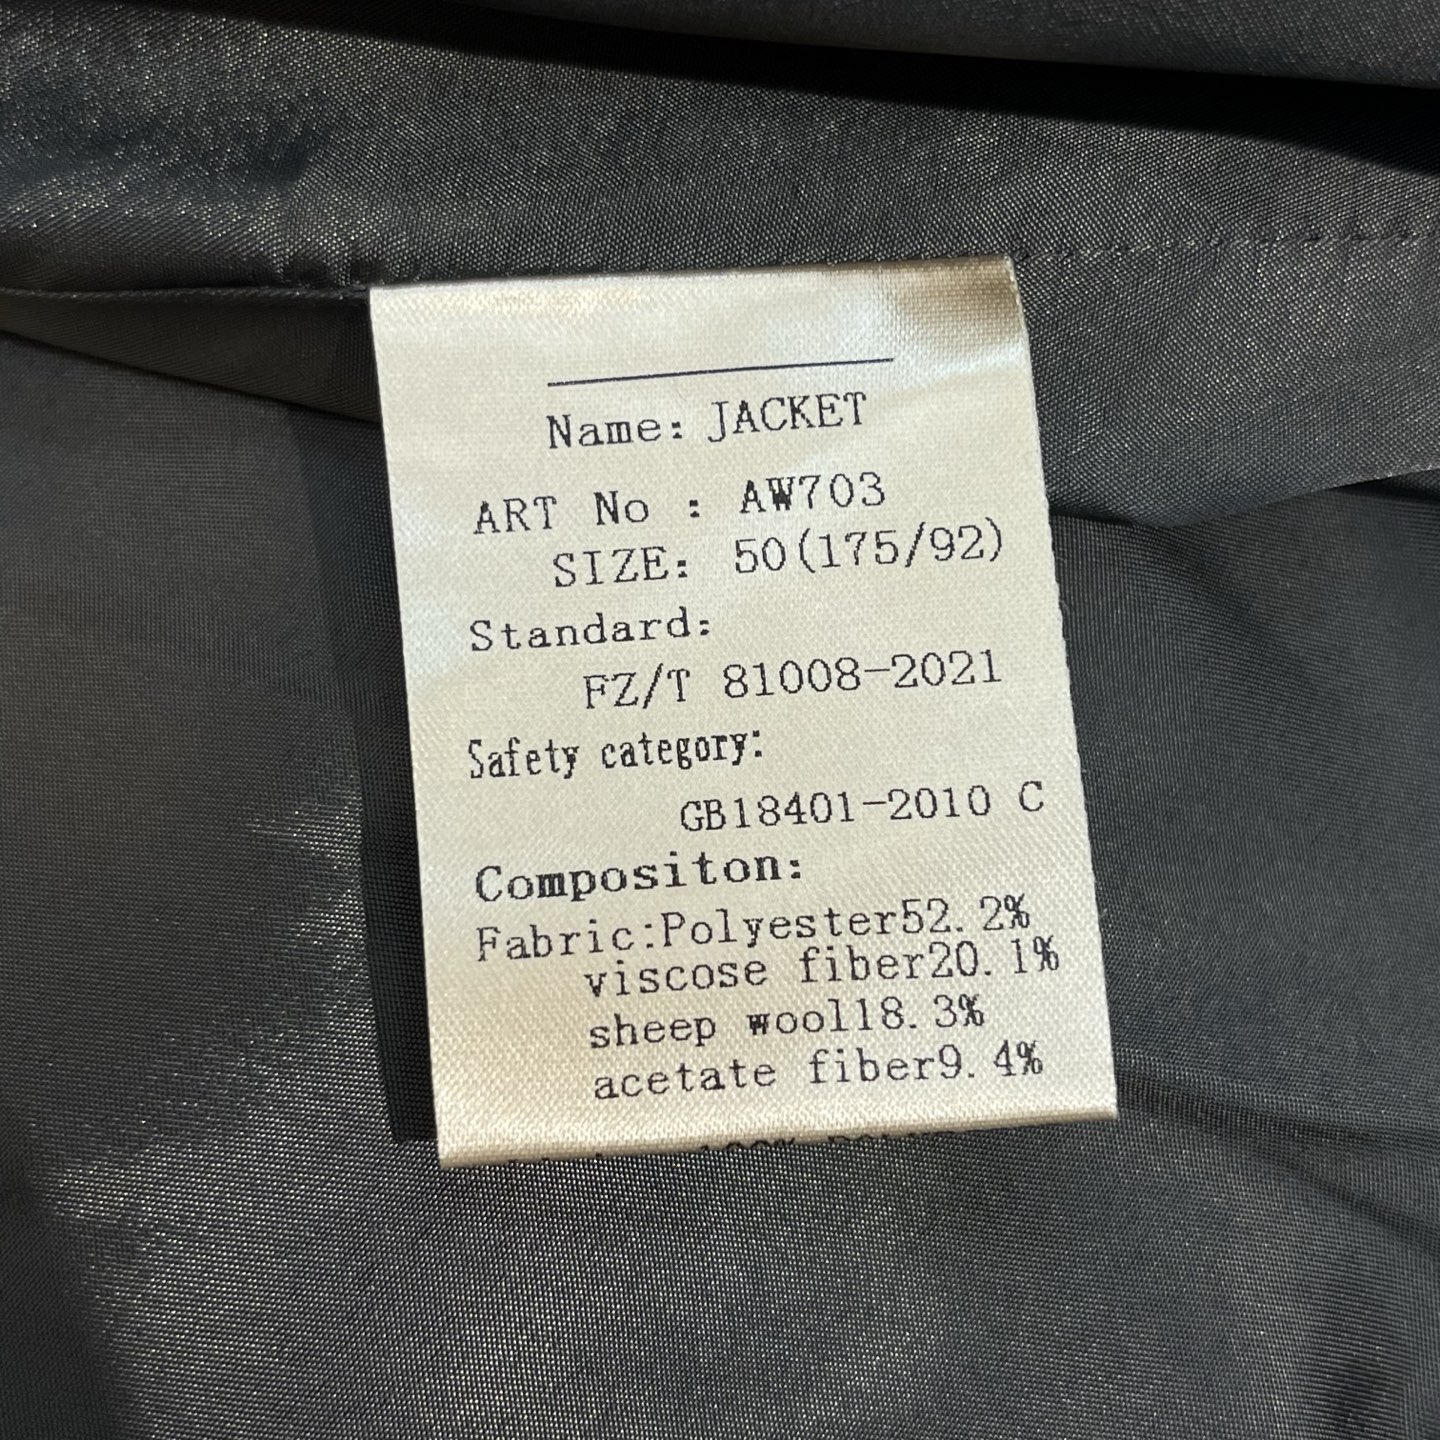 Name: JACKET
ART No : AW703
SIZE: 50(175/92)
Standard:
FZ/T 81008-2021
Safety category:
GB18401-2010 C
Compositon:
Fabric:Polyester52.2%
viscose fiber20.1%
sheep wool18.3%
acetate fiber9.4%